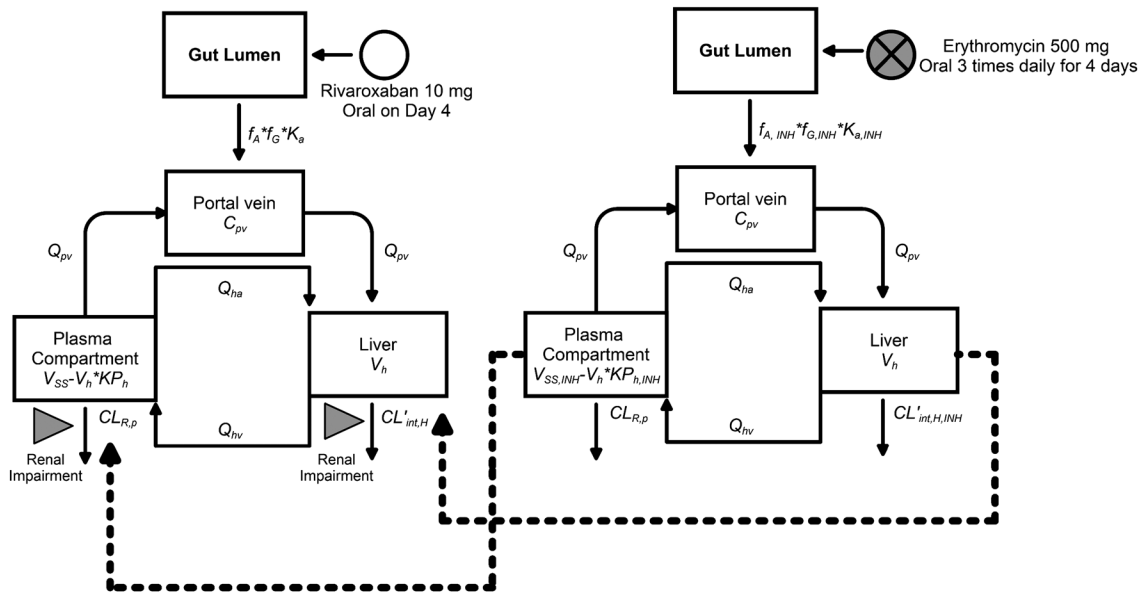 Gut Lumen
Rivaroxaban 10 mg
Oral on Day 4
f_A*f_G*K_a
Portal vein
C_pv
Q_pv
Q_pv
Q_ha
Plasma
Compartment
V_SS-V_h*KP_h
Liver
V_h
CL_R,p
Q_hv
CL'_int,H
Renal
Impairment
Renal
Impairment
Gut Lumen
Erythromycin 500 mg
Oral 3 times daily for 4 days
f_A, INH*f_G,INH*K_a,INH
Portal vein
C_pv
Q_pv
Q_pv
Q_ha
Plasma
Compartment
V_SS,INH-V_h*KP_h,INH
Liver
V_h
CL_R,p
Q_hv
CL'_int,H,INH